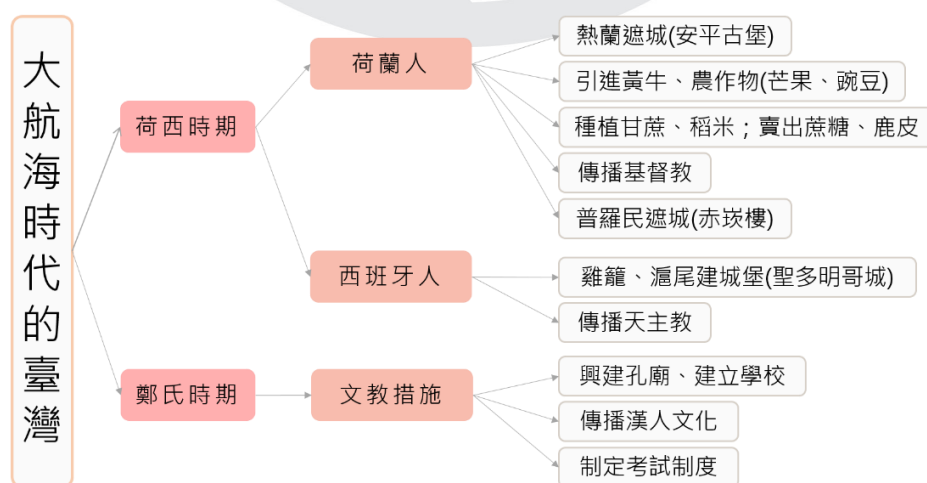 大航海時代的臺灣
荷西時期
荷蘭人
熱蘭遮城(安平古堡)
引進黃牛、農作物(芒果、豌豆)
種植甘蔗、稻米；賣出蔗糖、鹿皮
傳播基督教
普羅民遮城(赤崁樓)
西班牙人
雞籠、滬尾建城堡(聖多明哥城)
傳播天主教
鄭氏時期
文教措施
興建孔廟、建立學校
傳播漢人文化
制定考試制度